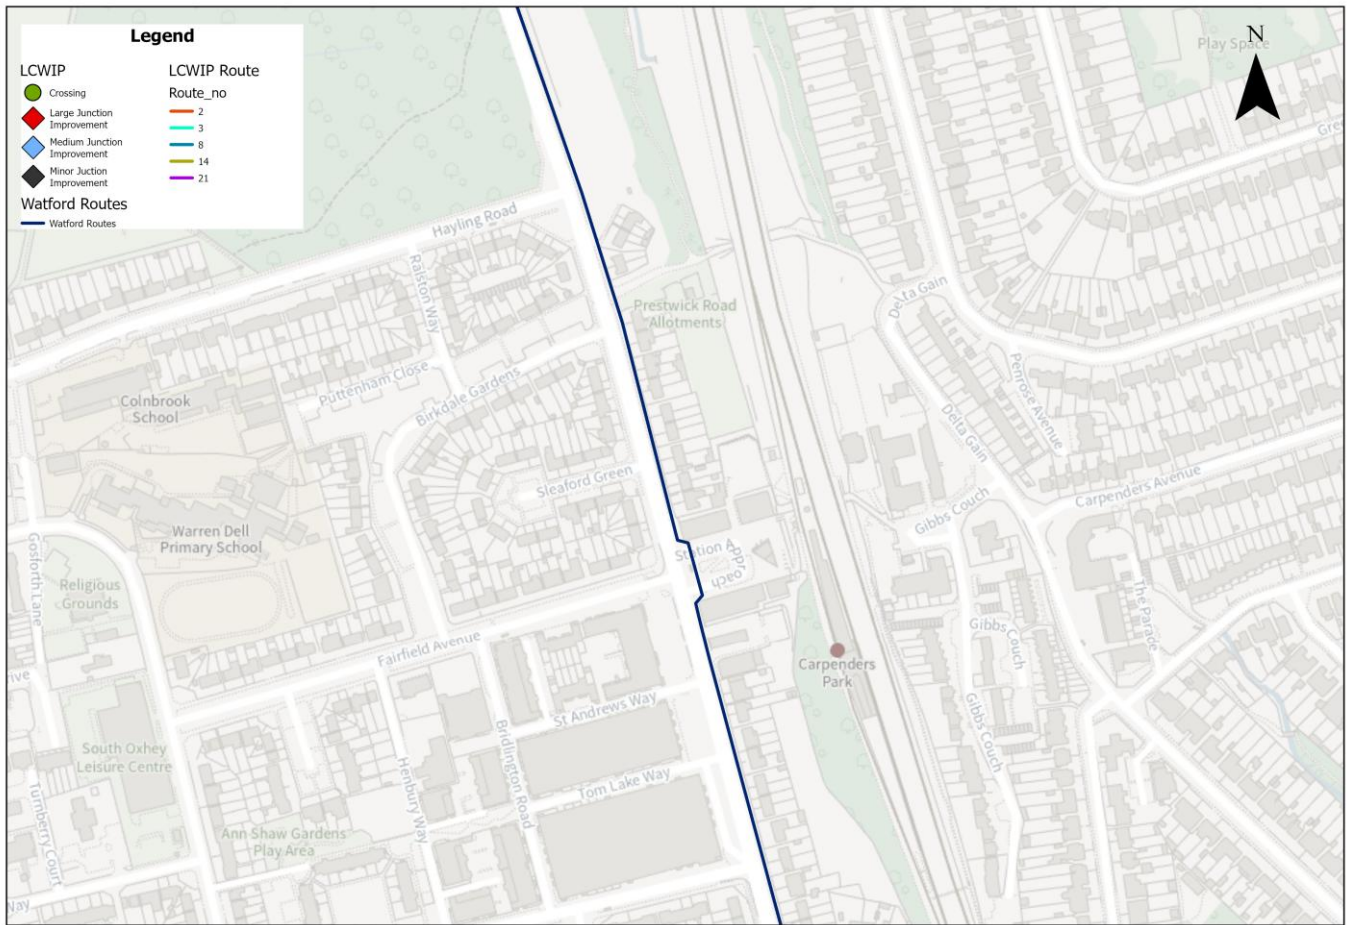 Legend
LCWIP
Crossing
Large Junction
Improvement
Medium Junction
Improvement
Minor Juction
Improvement
Watford Routes
Watford Routes
LCWIP Route
Route_no
2
3
8
14
21
N
Play Space
Hayling Road
Ralston Way
Prestwick Road
Allotments
Delta Gain
Puttenham Close
Birkdale Gardens
Penrose Avenue
Colnbrook
School
Delta Gain
Sleaford Green
Carpenders Avenue
Gibbs Couch
Warren Dell
Primary School
Station Approach
Gosforth Lane
Religious
Grounds
The Parade
Gibbs Couch
Fairfield Avenue
Carpenders
Park
rive
St Andrews Way
Gibbs Couch
Bridlington Road
South Oxhey
Leisure Centre
Henbury Way
Tom Lake Way
Turnberry Court
Ann Shaw Gardens
Play Area
Way